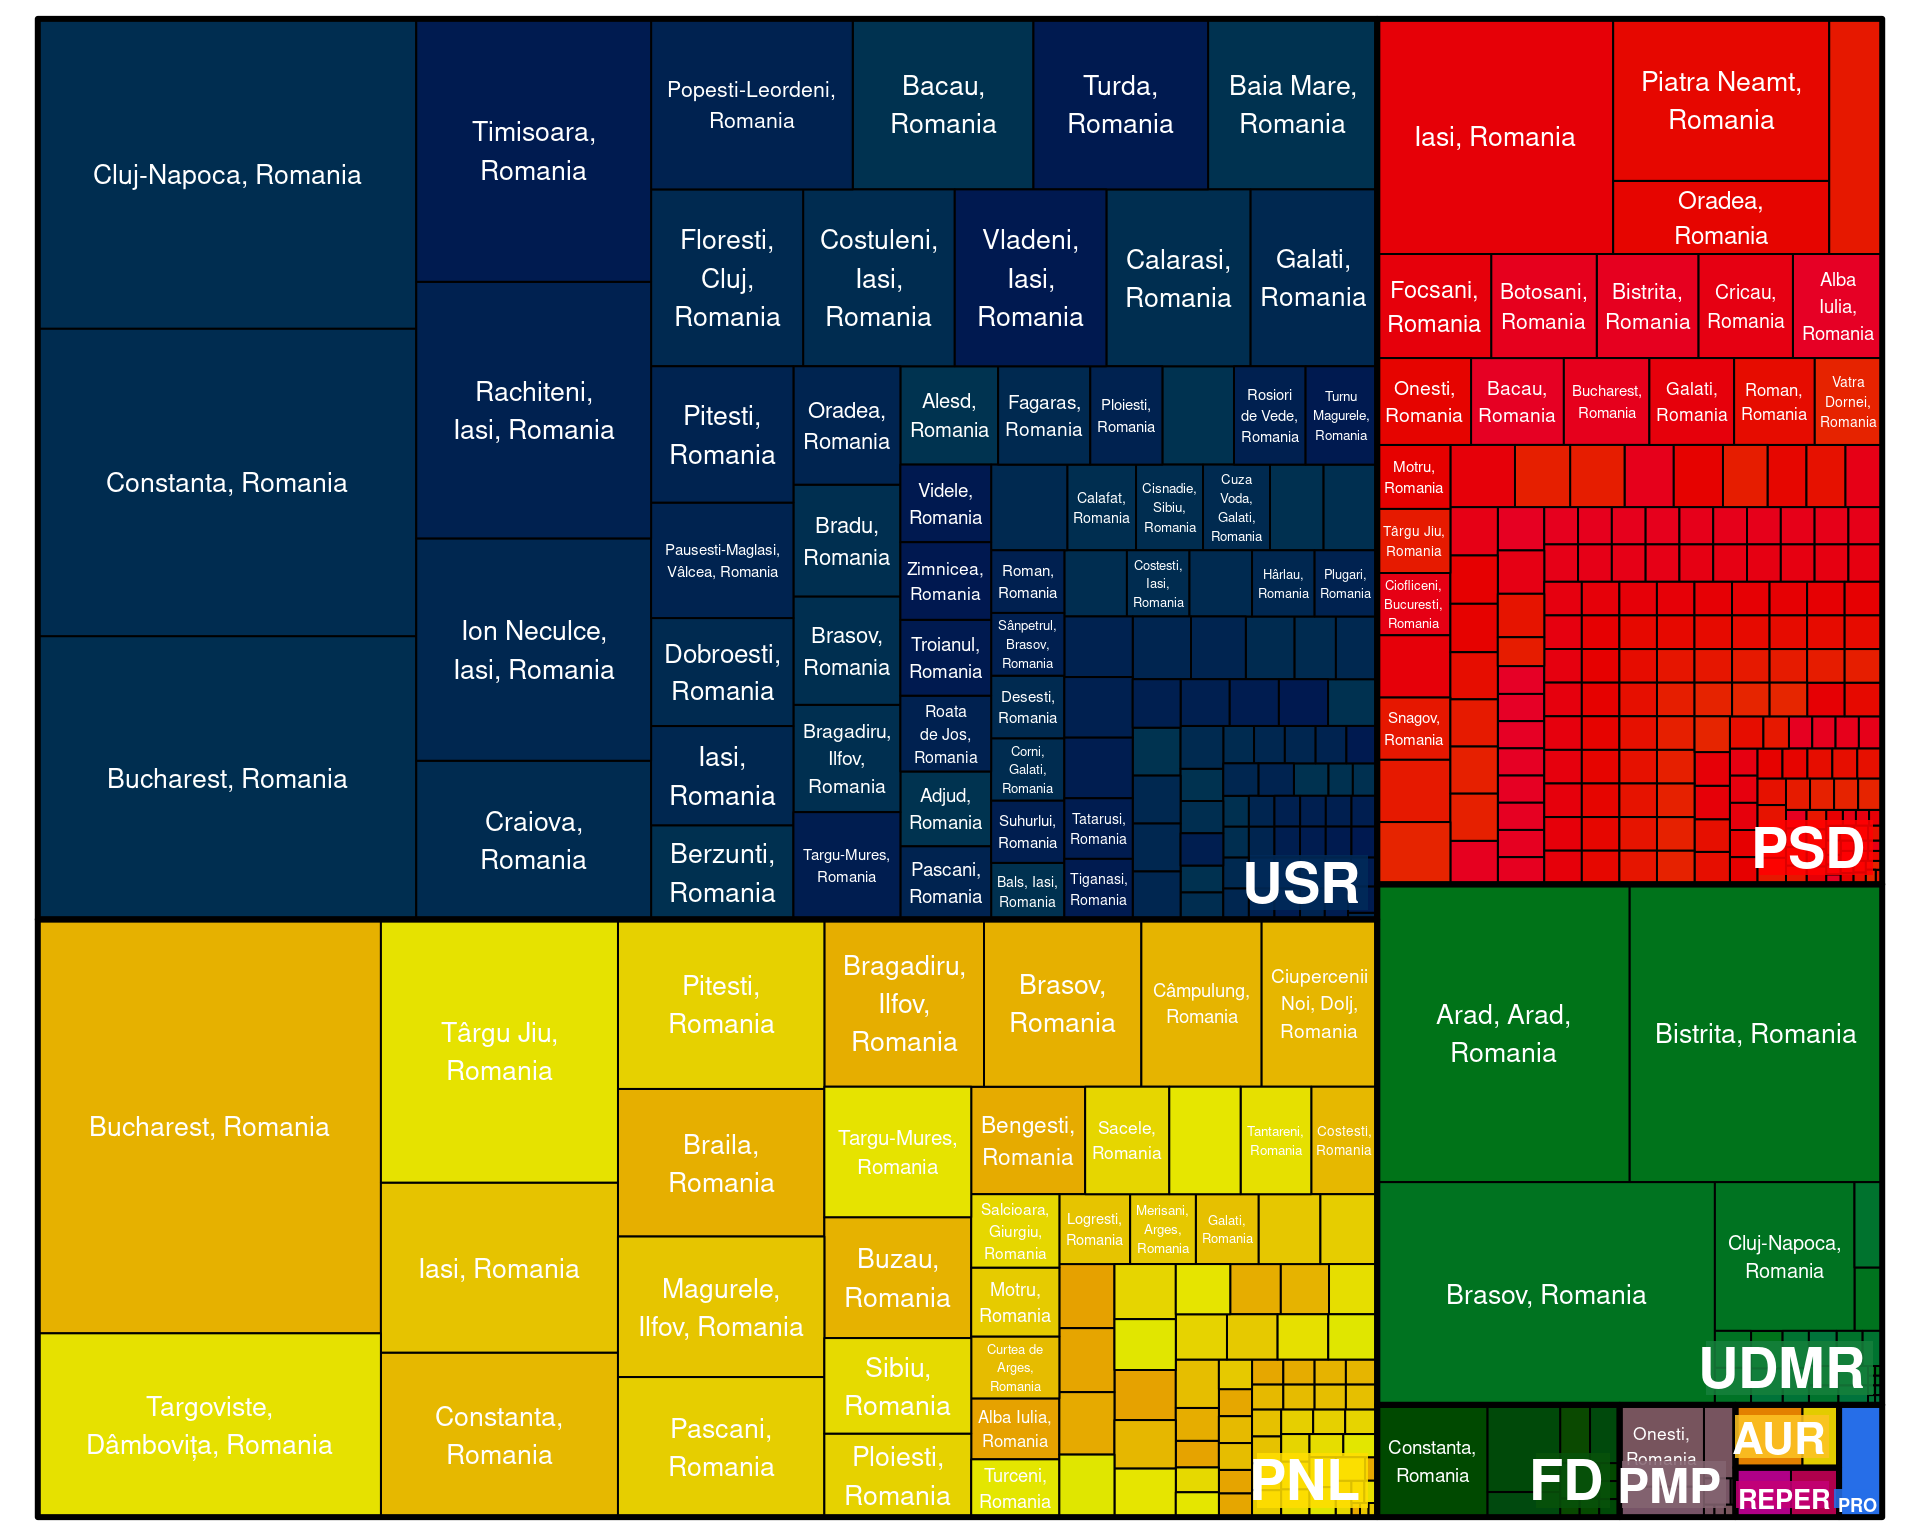 Cluj-Napoca, Romania
Constanta, Romania
Bucharest, Romania
Timisoara,
Romania
Rachiteni,
Iasi, Romania
Ion Neculce,
Iasi, Romania
Craiova,
Romania
Popesti-Leordeni,
Romania
Bacau,
Romania
Turda,
Romania
Baia Mare,
Romania
Floresti,
Cluj,
Romania
Costuleni,
Iasi,
Romania
Vladeni,
Iasi,
Romania
Calarasi,
Romania
Galati,
Romania
Pitesti,
Romania
Pausesti-Maglasi,
Vâlcea, Romania
Dobroesti,
Romania
Iasi,
Romania
Berzunti,
Romania
Oradea,
Romania
Bradu,
Romania
Brasov,
Romania
Bragadiru,
Ilfov,
Romania
Targu-Mures,
Romania
Alesd,
Romania
Fagaras,
Romania
Ploiesti,
Romania
Rosiori
de Vede,
Romania
Turnu
Magurele,
Romania
Videle,
Romania
Zimnicea,
Romania
Troianul,
Romania
Roata
de Jos,
Romania
Adjud,
Romania
Pascani,
Romania
Calafat,
Romania
Cisnadie,
Sibiu,
Romania
Cuza
Voda,
Galati,
Romania
Roman,
Romania
Costesti,
Iasi,
Romania
Hârlau,
Romania
Plugari,
Romania
Sânpetrul,
Brasov,
Romania
Desesti,
Romania
Corni,
Galati,
Romania
Suhurlui,
Romania
Bals, Iasi,
Romania
Tatarusi,
Romania
Tiganasi,
Romania
USR
Iasi, Romania
Piatra Neamt,
Romania
Oradea,
Romania
Focsani,
Romania
Botosani,
Romania
Bistrita,
Romania
Cricau,
Romania
Alba
Iulia,
Romania
Onesti,
Romania
Bacau,
Romania
Bucharest,
Romania
Galati,
Romania
Roman,
Romania
Vatra
Dornei,
Romania
Motru,
Romania
Târgu Jiu,
Romania
Ciofliceni,
Bucuresti,
Romania
Snagov,
Romania
PSD
Bucharest, Romania
Targoviste,
Dâmbovița, Romania
Târgu Jiu,
Romania
Iasi, Romania
Constanta,
Romania
Pitesti,
Romania
Braila,
Romania
Magurele,
Ilfov, Romania
Pascani,
Romania
Bragadiru,
Ilfov,
Romania
Brasov,
Romania
Câmpulung,
Romania
Ciupercenii
Noi, Dolj,
Romania
Targu-Mures,
Romania
Buzau,
Romania
Sibiu,
Romania
Ploiesti,
Romania
Bengesti,
Romania
Sacele,
Romania
Tantareni,
Romania
Costesti,
Romania
Salcioara,
Giurgiu,
Romania
Logresti,
Romania
Merisani,
Arges,
Romania
Galati,
Romania
Motru,
Romania
Curtea de
Arges,
Romania
Alba Iulia,
Romania
Turceni,
Romania
PNL
Arad, Arad,
Romania
Bistrita, Romania
Brasov, Romania
Cluj-Napoca,
Romania
UDMR
Constanta,
Romania
FD
Onesti,
Romania
PMP
AUR
REPER
PRO